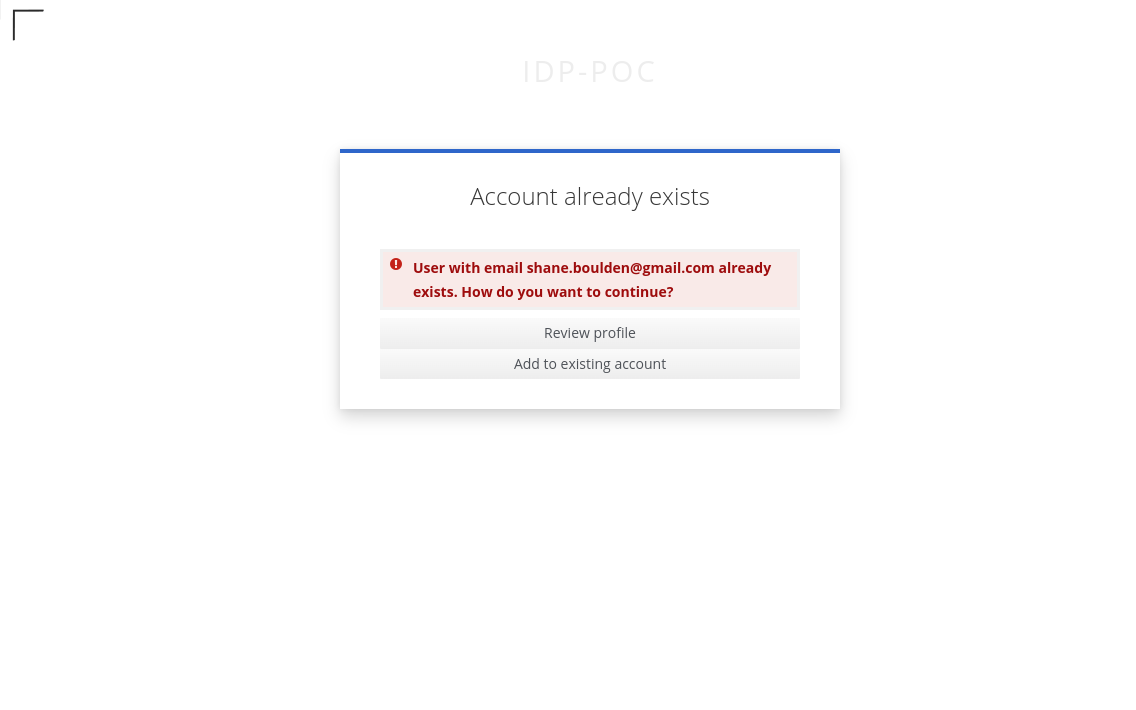 IDP-POC
Account already exists
User with email shane.boulden@gmail.com already
exists. How do you want to continue?
Review profile
Add to existing account